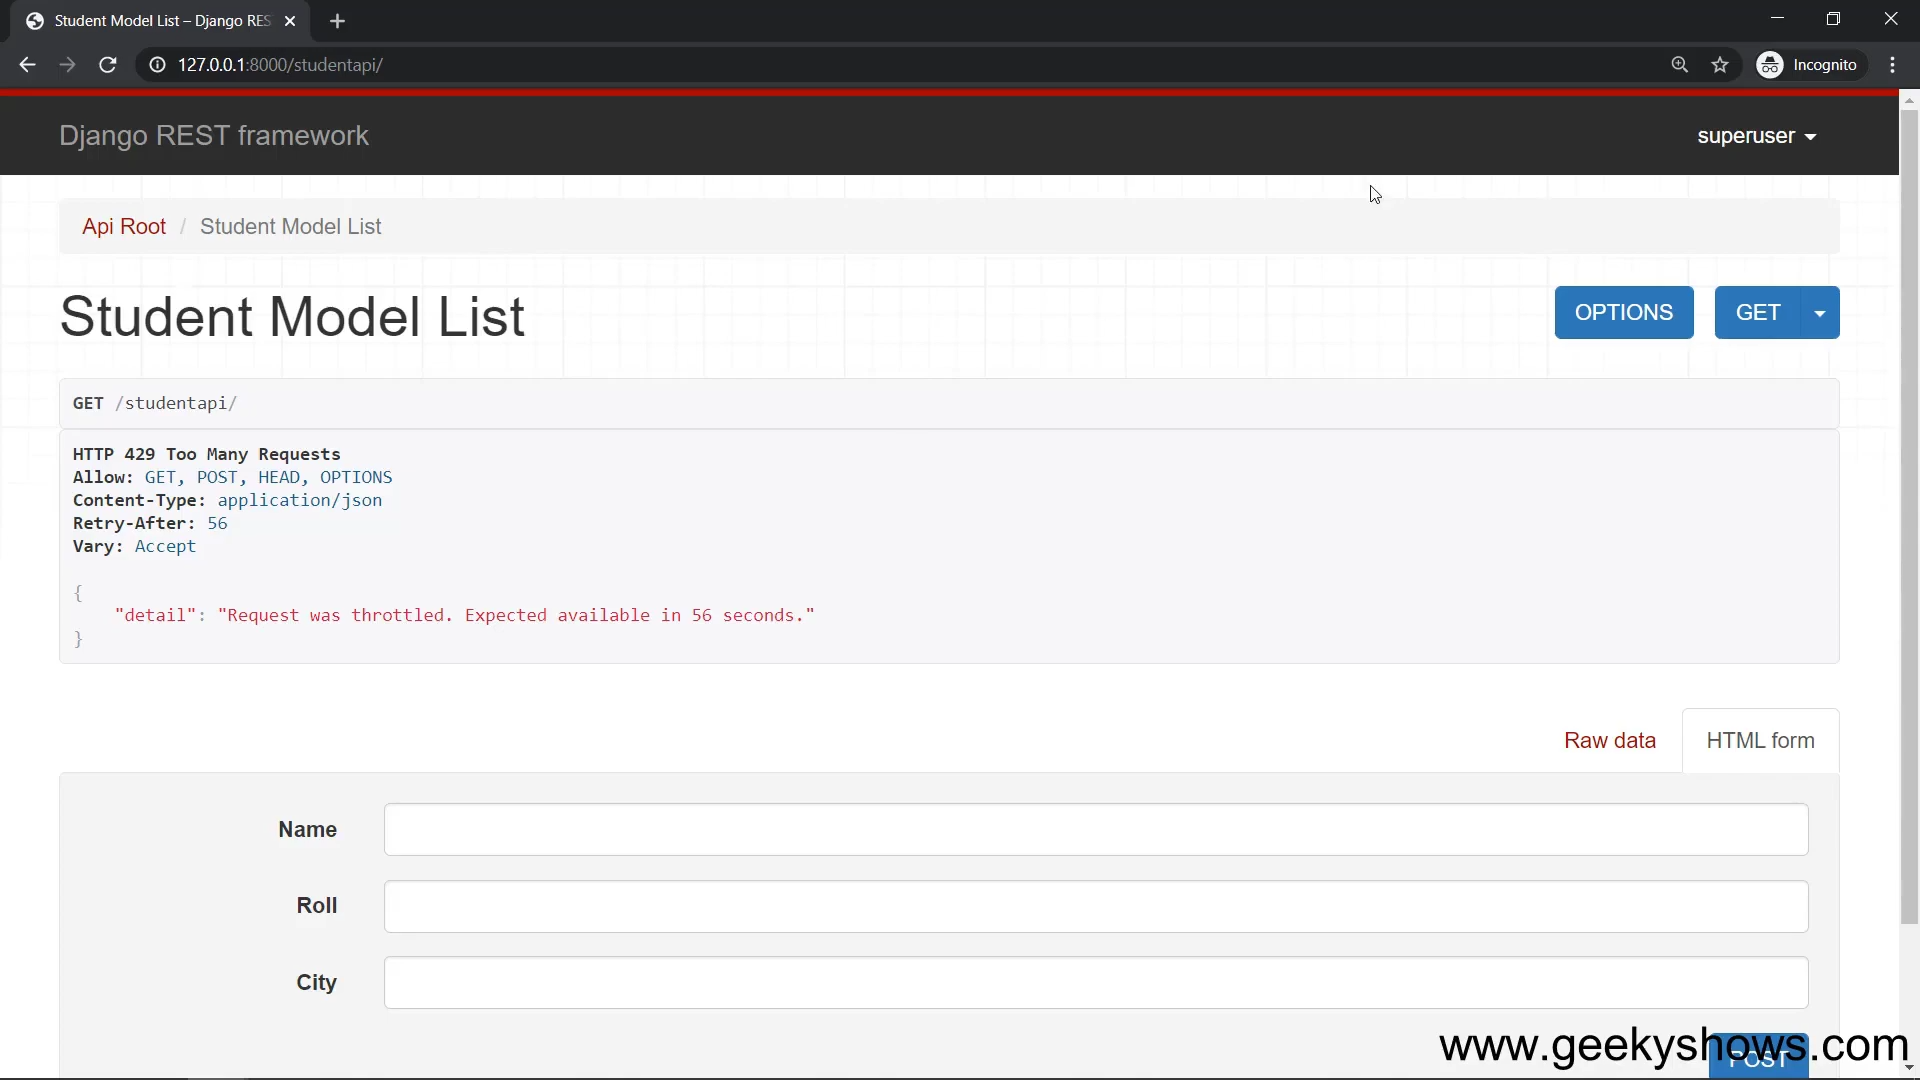 Student Model List – Django RES
127.0.0.1:8000/studentapi/
Incognito
Django REST framework
superuser
Api Root / Student Model List
Student Model List
OPTIONS
GET
GET /studentapi/
HTTP 429 Too Many Requests
Allow: GET, POST, HEAD, OPTIONS
Content-Type: application/json
Retry-After: 56
Vary: Accept
{
"detail": "Request was throttled. Expected available in 56 seconds."
}
Raw data
HTML form
Name
Roll
City
POST
www.geekyshows.com